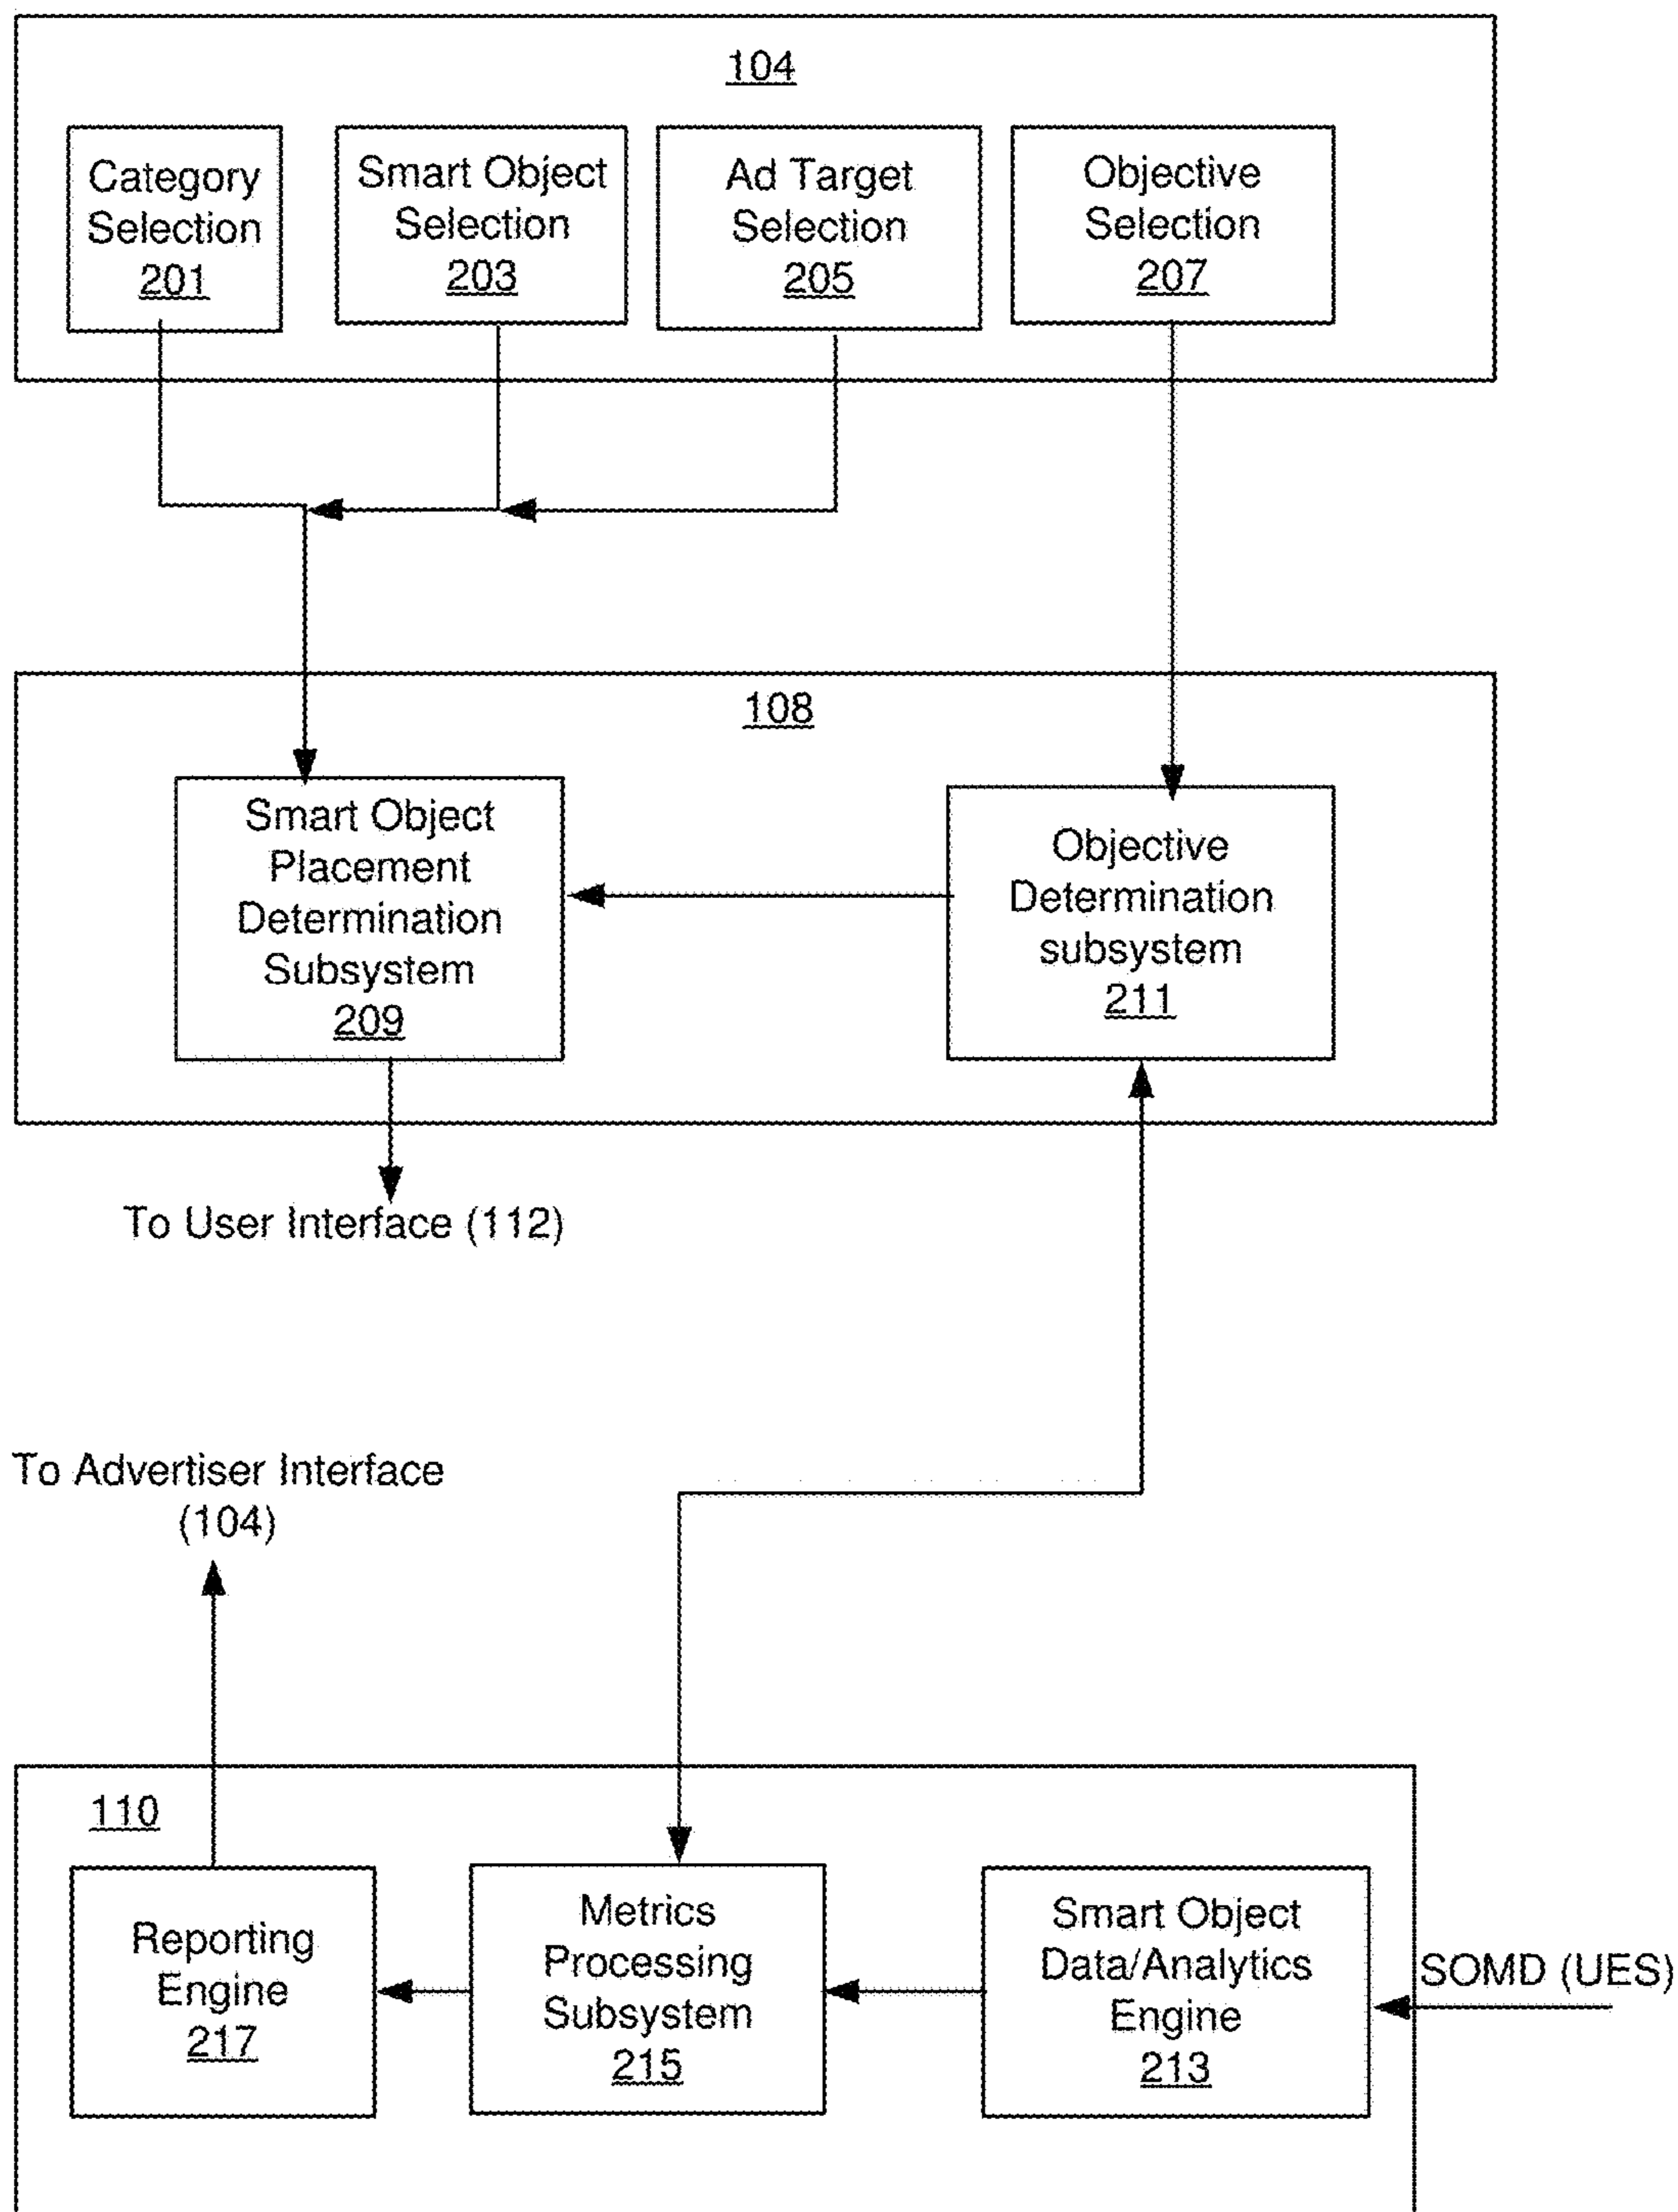 104
Category
Selection
201
Smart Object
Selection
203
Ad Target
Selection
205
Objective
Selection
207
108
Smart Object
Placement
Determination
Subsystem
209
Objective
Determination
subsystem
211
To User Interface (112)
To Advertiser Interface
(104)
110
Reporting
Engine
217
Metrics
Processing
Subsystem
215
Smart Object
Data/Analytics
Engine
213
SOMD (UES)